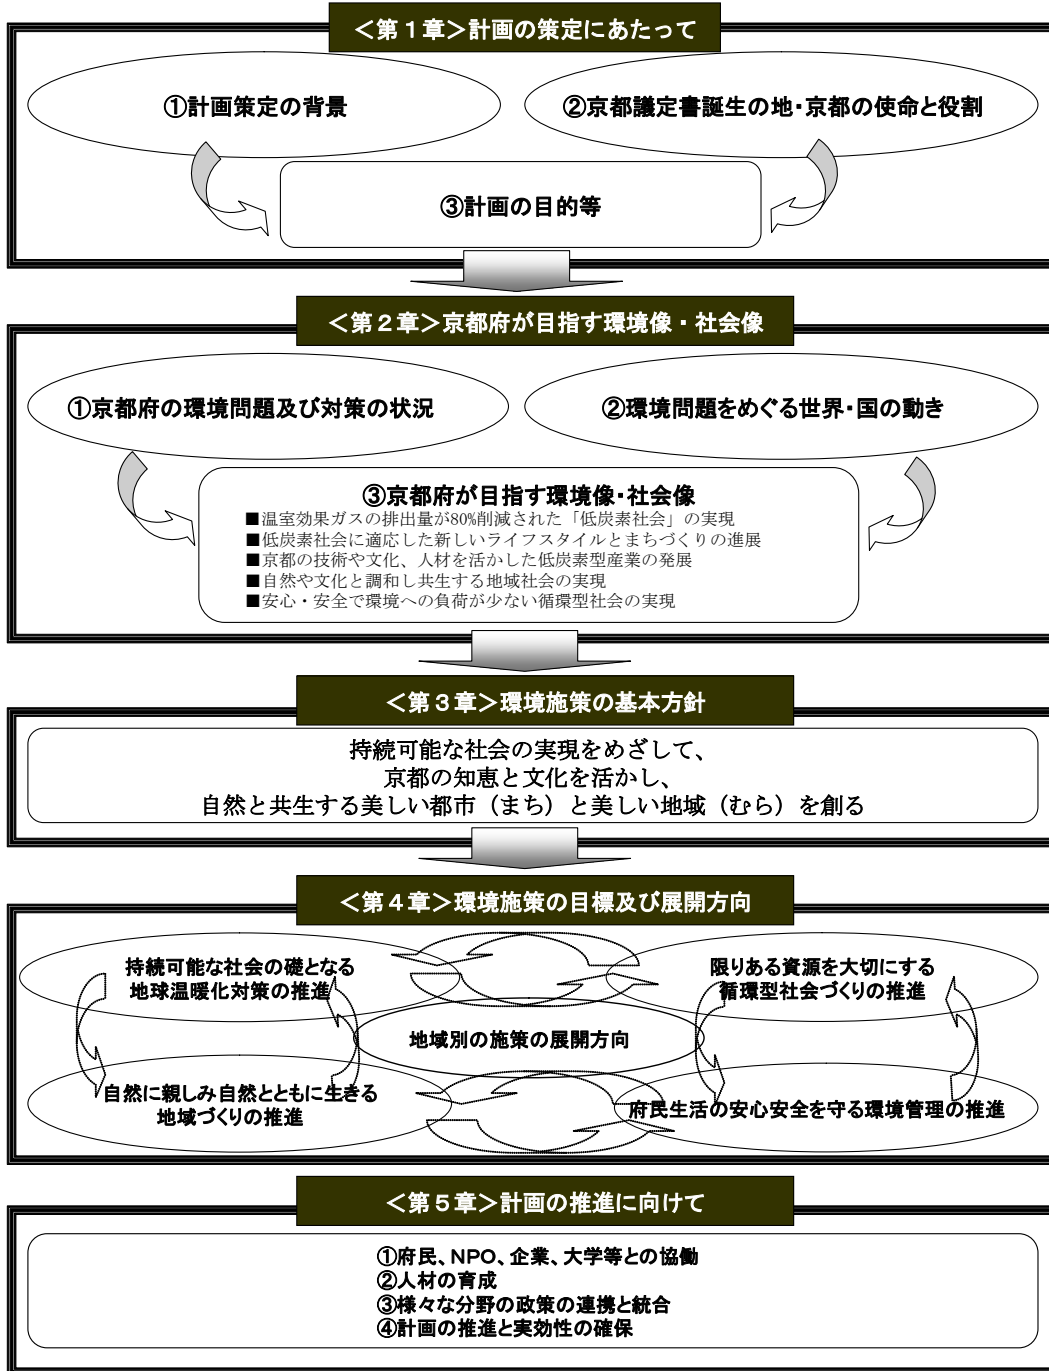 ＜第１章＞計画の策定にあたって
①計画策定の背景
②京都議定書誕生の地・京都の使命と役割
③計画の目的等
＜第２章＞京都府が目指す環境像・社会像
①京都府の環境問題及び対策の状況
②環境問題をめぐる世界・国の動き
③京都府が目指す環境像・社会像
■温室効果ガスの排出量が80%削減された「低炭素社会」の実現
■低炭素社会に適応した新しいライフスタイルとまちづくりの進展
■京都の技術や文化、人材を活かした低炭素型産業の発展
■自然や文化と調和し共生する地域社会の実現
■安心・安全で環境への負荷が少ない循環型社会の実現
＜第３章＞環境施策の基本方針
持続可能な社会の実現をめざして、
京都の知恵と文化を活かし、
自然と共生する美しい都市（まち）と美しい地域（むら）を創る
＜第４章＞環境施策の目標及び展開方向
持続可能な社会の礎となる
地球温暖化対策の推進
限りある資源を大切にする
循環型社会づくりの推進
地域別の施策の展開方向
自然に親しみ自然とともに生きる
地域づくりの推進
府民生活の安心安全を守る環境管理の推進
＜第５章＞計画の推進に向けて
①府民、NPO、企業、大学等との協働
②人材の育成
③様々な分野の政策の連携と統合
④計画の推進と実効性の確保